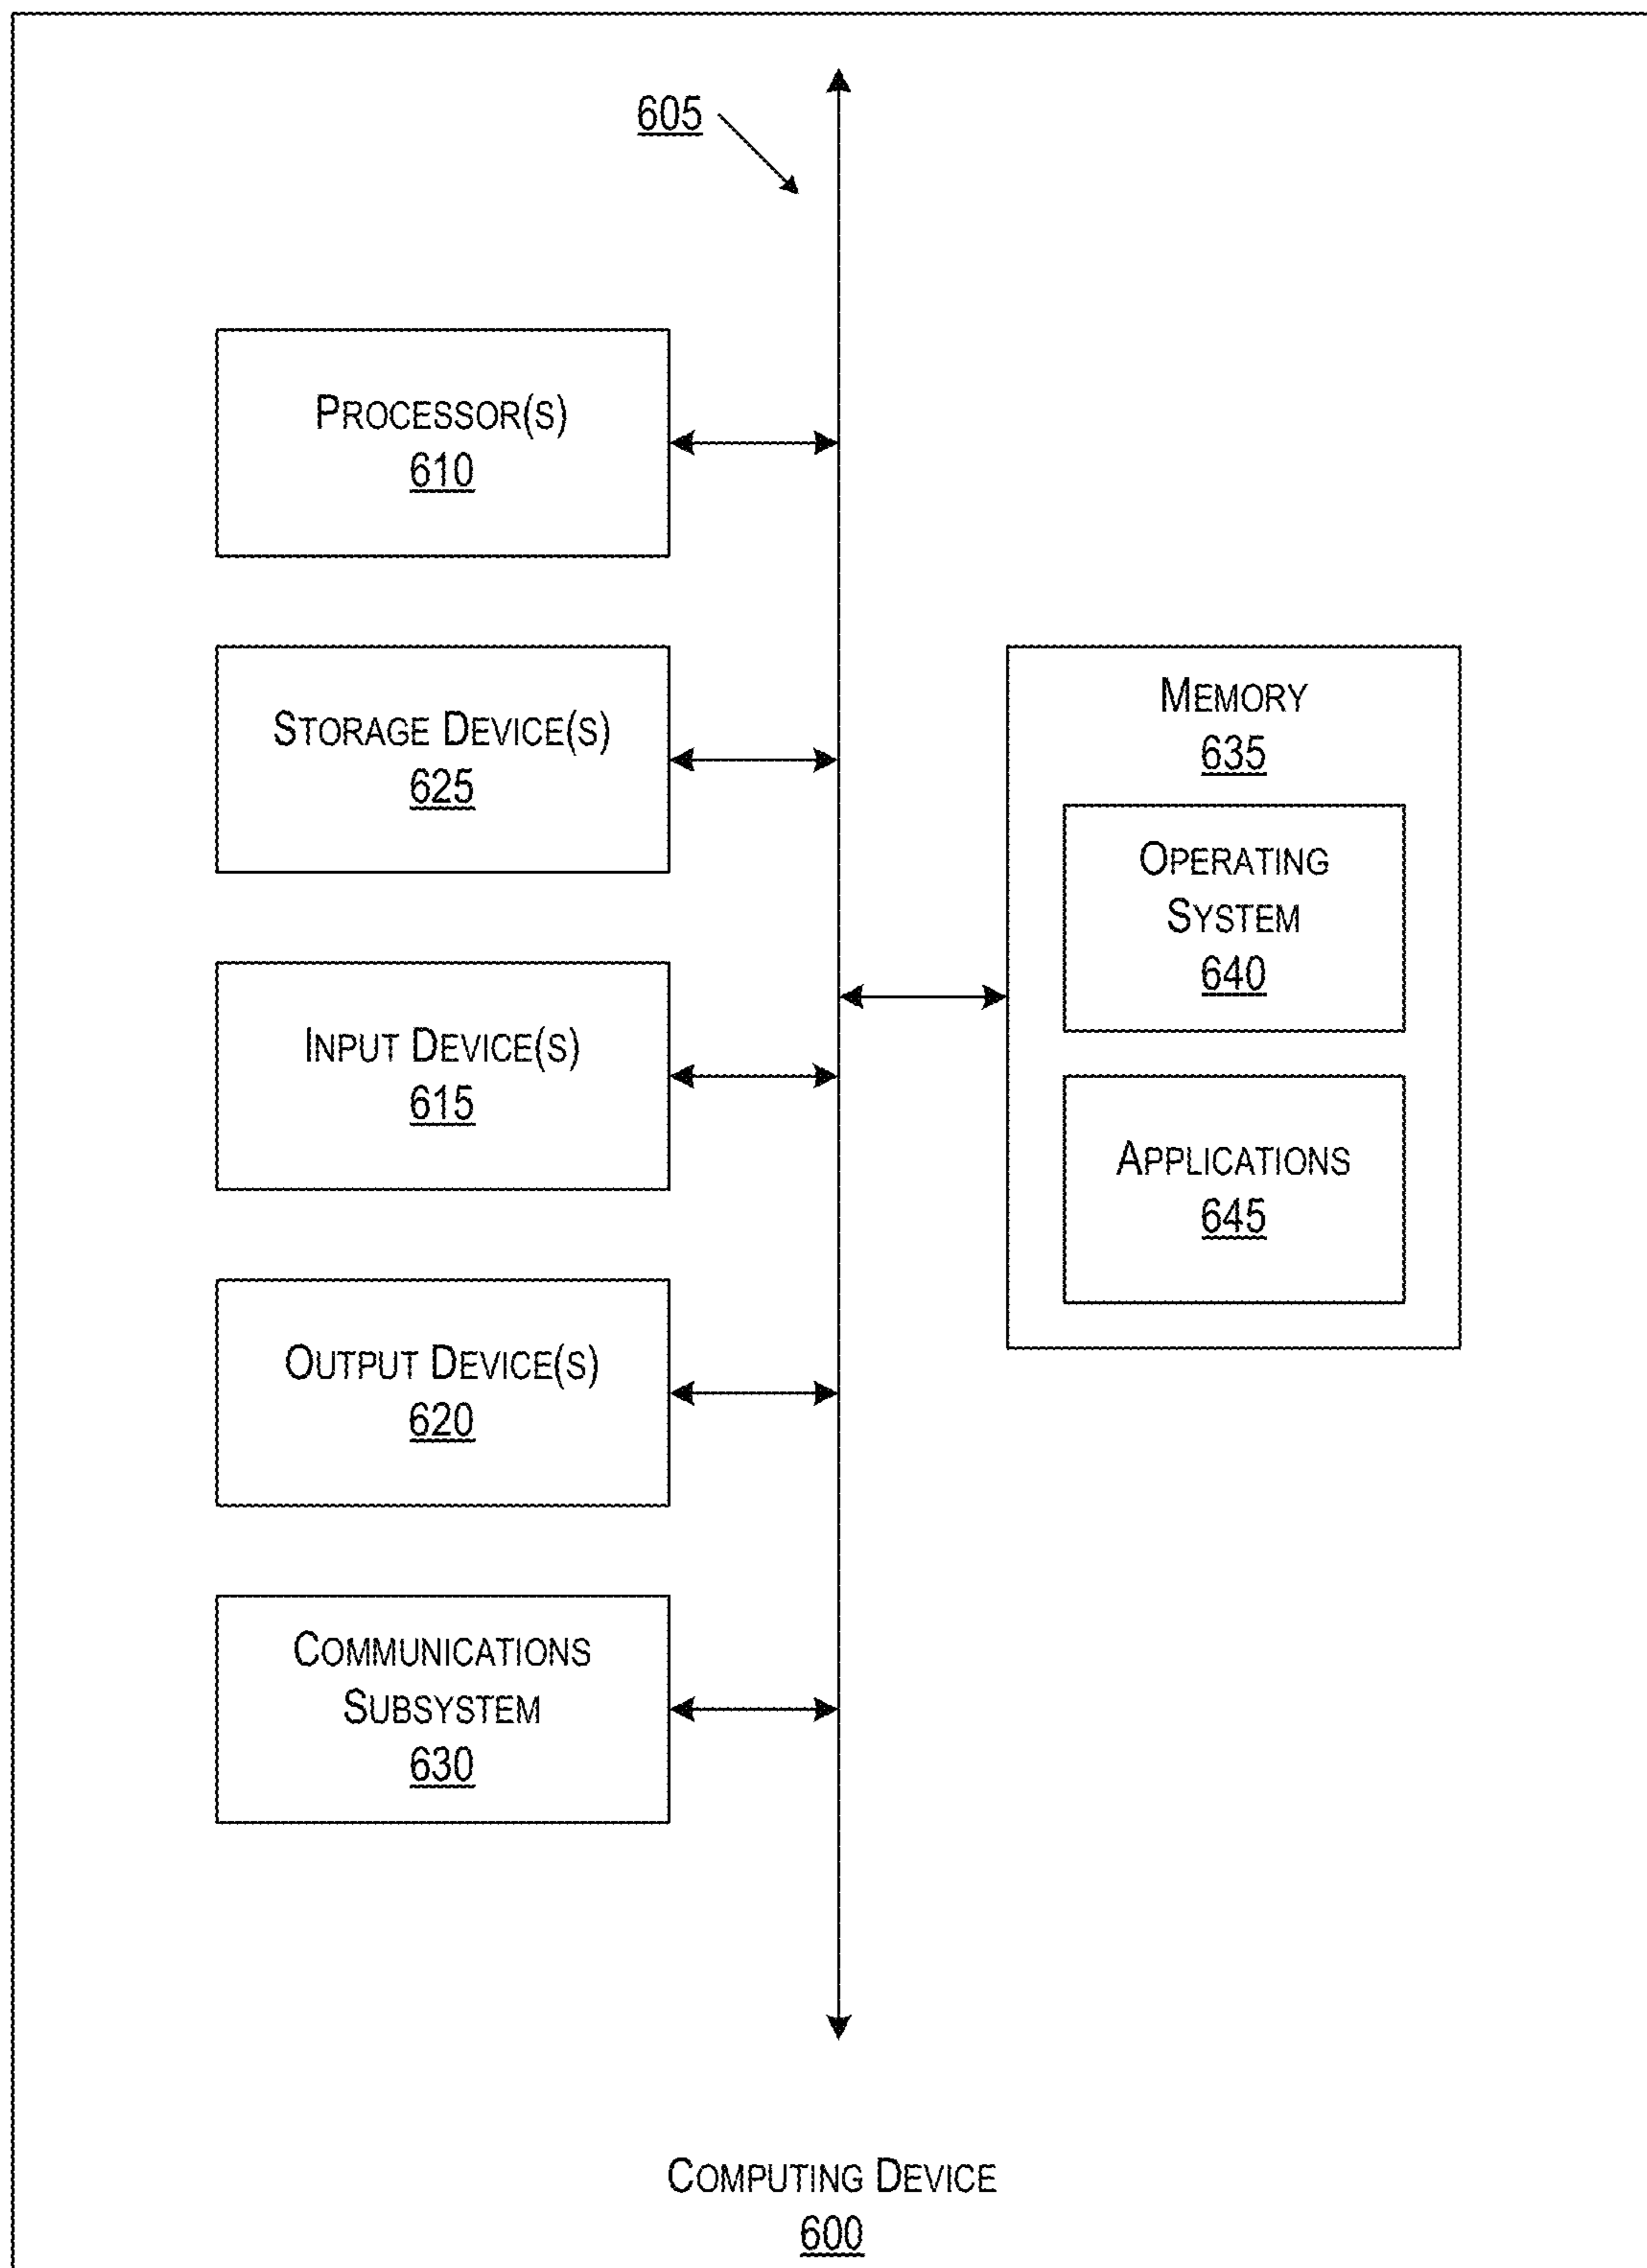 605
PROCESSOR(S)
610
STORAGE DEVICE(S)
625
INPUT DEVICE(S)
615
OUTPUT DEVICE(S)
620
COMMUNICATIONS
SUBSYSTEM
630
MEMORY
635
OPERATING
SYSTEM
640
APPLICATIONS
645
COMPUTING DEVICE
600